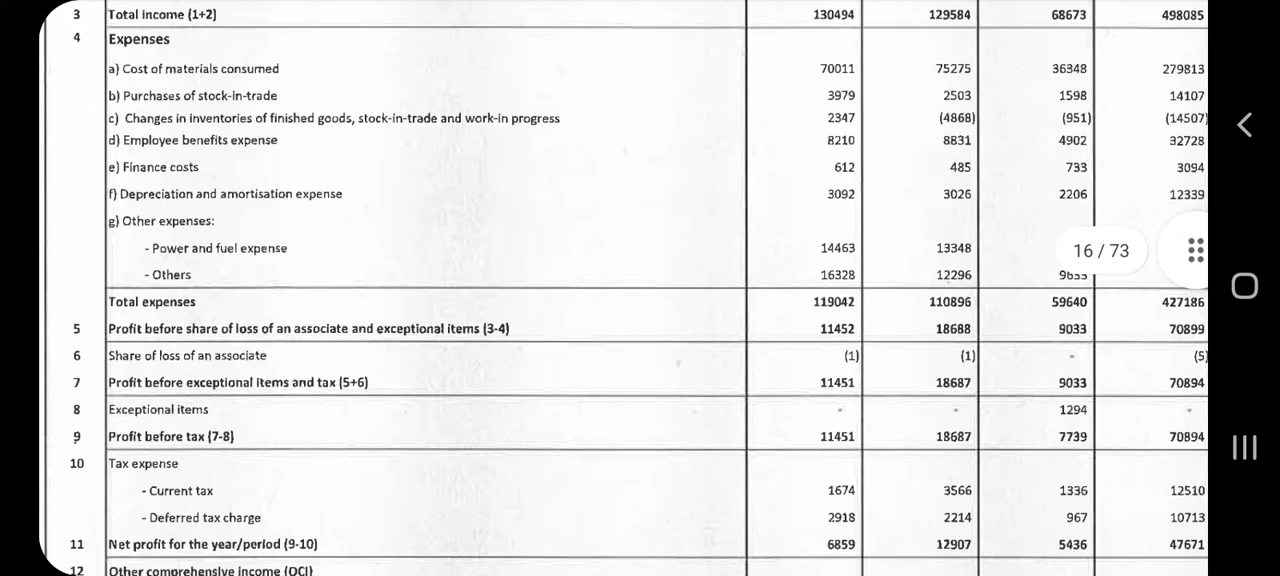 3 Total income (1+2) 130494 129584 68673 498085
4 Expenses
a) Cost of materials consumed 70011 75275 36348 279813
b) Purchases of stock-in-trade 3979 2503 1598 14107
c) Changes in inventories of finished goods, stock-in-trade and work-in progress 2347 (4868) (951) (14507)
d) Employee benefits expense 8210 8831 4902 32728
e) Finance costs 612 485 733 3094
f) Depreciation and amortisation expense 3092 3026 2206 12339
g) Other expenses:
- Power and fuel expense 14463 13348
16 / 73
- Others 16328 12296
Total expenses 119042 110896 59640 427186
5 Profit before share of loss of an associate and exceptional items (3-4) 11452 18688 9033 70899
6 Share of loss of an associate (1) (1) - (5)
7 Profit before exceptional items and tax (5+6) 11451 18687 9033 70894
8 Exceptional items - - 1294 -
9 Profit before tax (7-8) 11451 18687 7739 70894
10 Tax expense
- Current tax 1674 3566 1336 12510
- Deferred tax charge 2918 2214 967 10713
11 Net profit for the year/period (9-10) 6859 12907 5436 47671
12 Other comprehensive income (OCI)